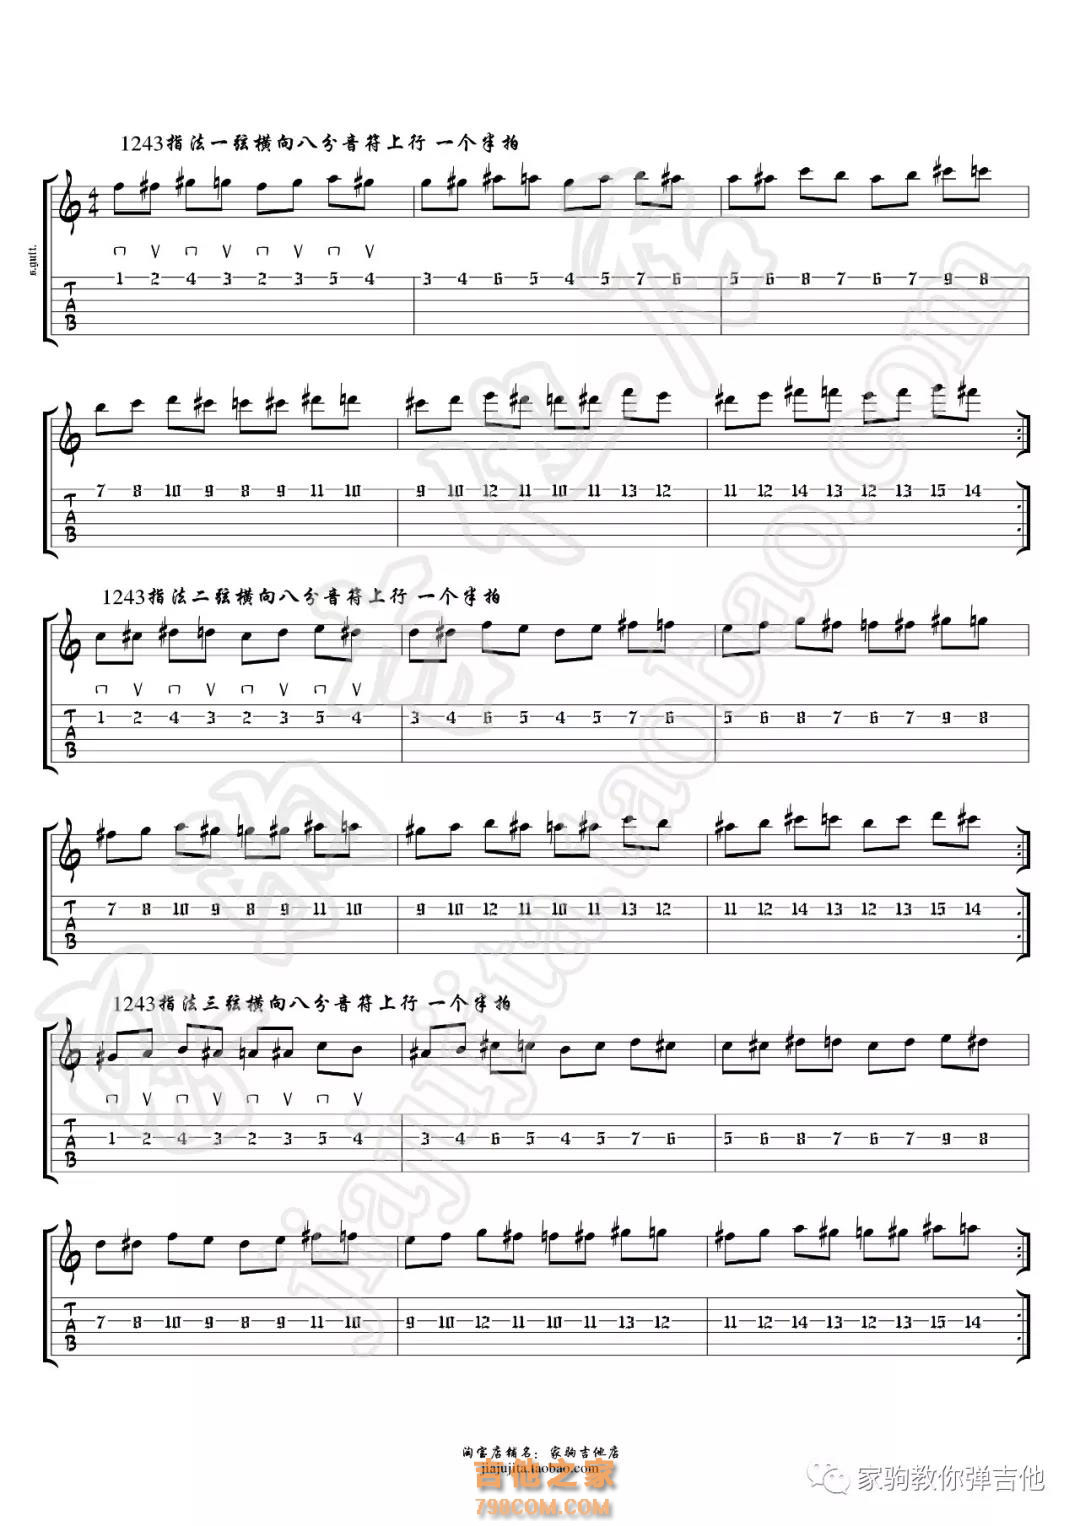 1243指法一弦横向八分音符上行 一个半拍
4
4
s.guit.
1 2 4 3 2 3 5 4 3 4 6 5 4 5 7 6 5 6 8 7 6 7 9 8
T
A
B
7 8 10 9 8 9 11 10 9 10 12 11 10 11 13 12 11 12 14 13 12 13 15 14
1243指法二弦横向八分音符上行 一个半拍
1 2 4 3 2 3 5 4 3 4 6 5 4 5 7 6 5 6 8 7 6 7 9 8
T
A
B
7 8 10 9 8 9 11 10 9 10 12 11 10 11 13 12 11 12 14 13 12 13 15 14
1243指法三弦横向八分音符上行 一个半拍
1 2 4 3 2 3 5 4 3 4 6 5 4 5 7 6 5 6 8 7 6 7 9 8
T
A
B
7 8 10 9 8 9 11 10 9 10 12 11 10 11 13 12 11 12 14 13 12 13 15 14
家驹吉他店
jiajujita.taobao.com
淘宝店铺名：家驹吉他店
jiajujita.taobao.com
吉他之家
798COM.COM
家驹教你弹吉他